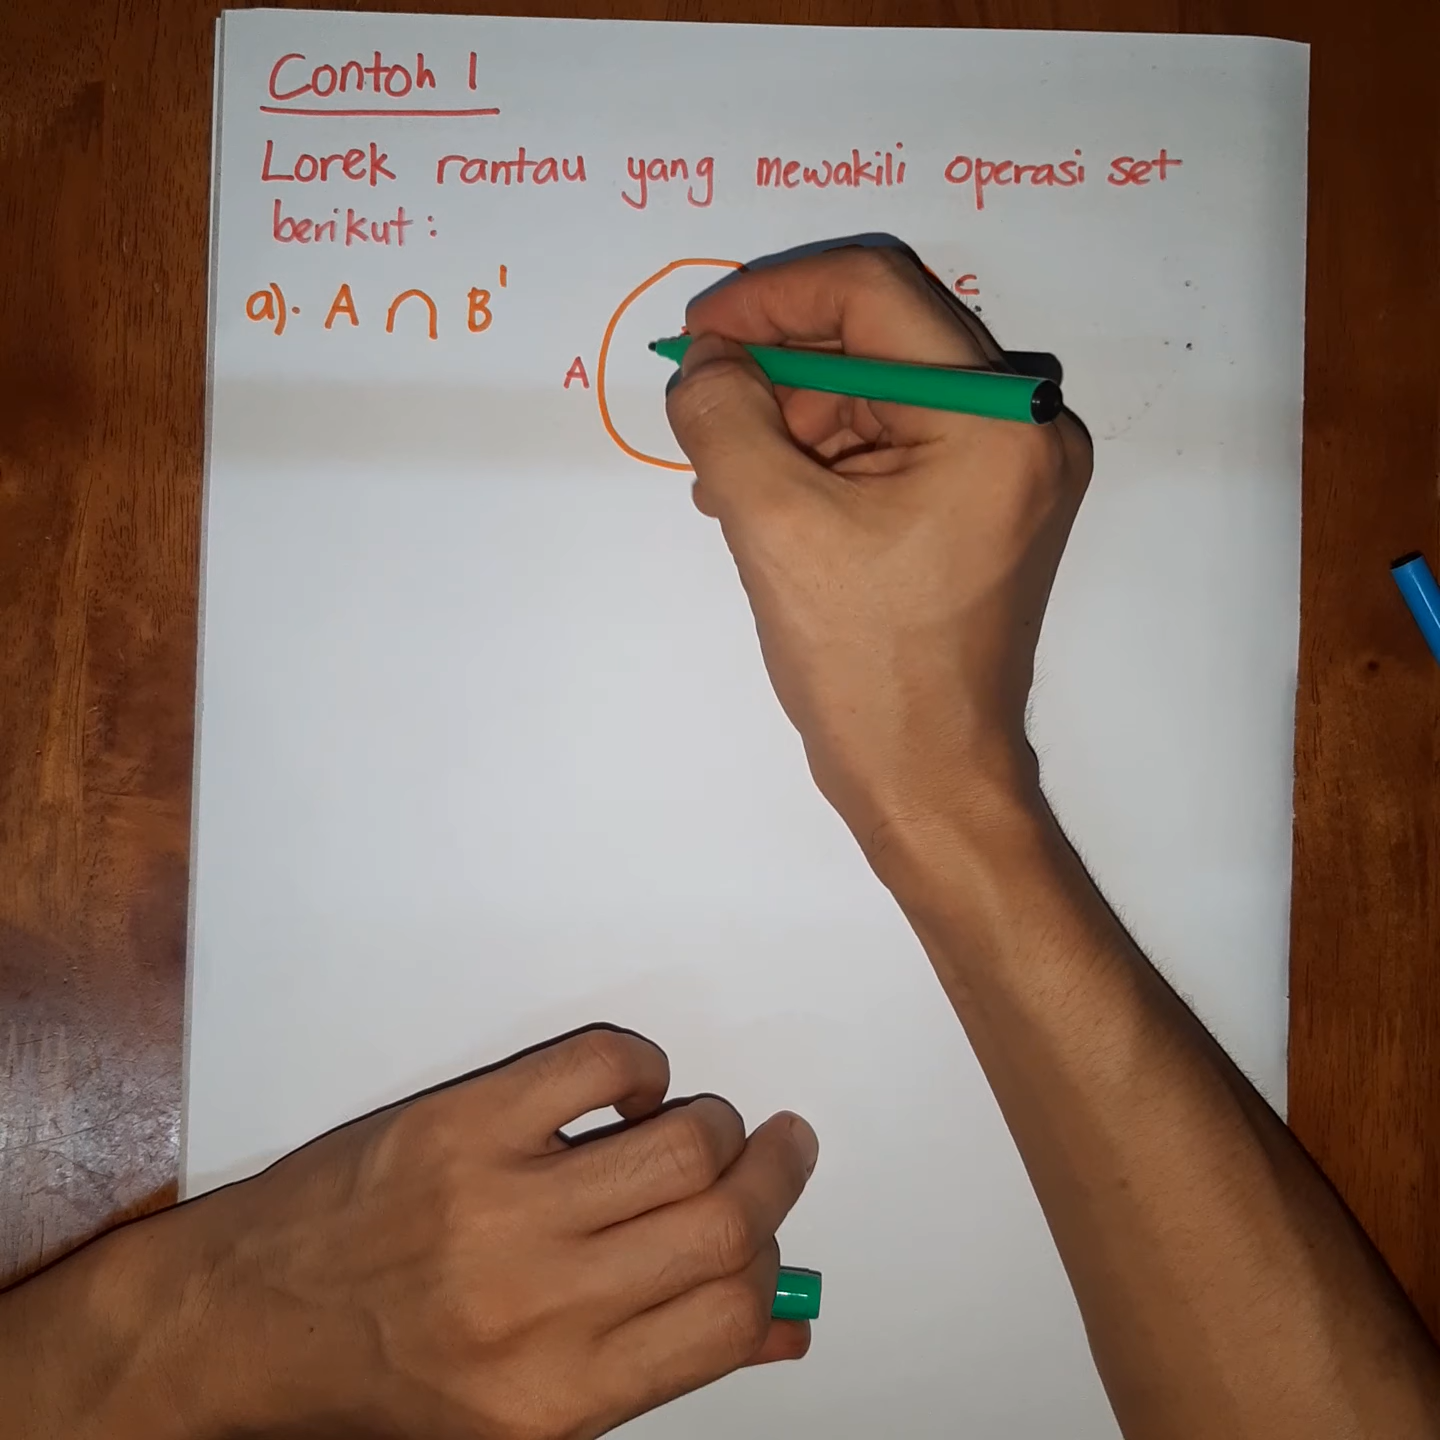 Contoh 1
Lorek rantau yang mewakili operasi set
berikut:
a). A ∩ B'
A
C